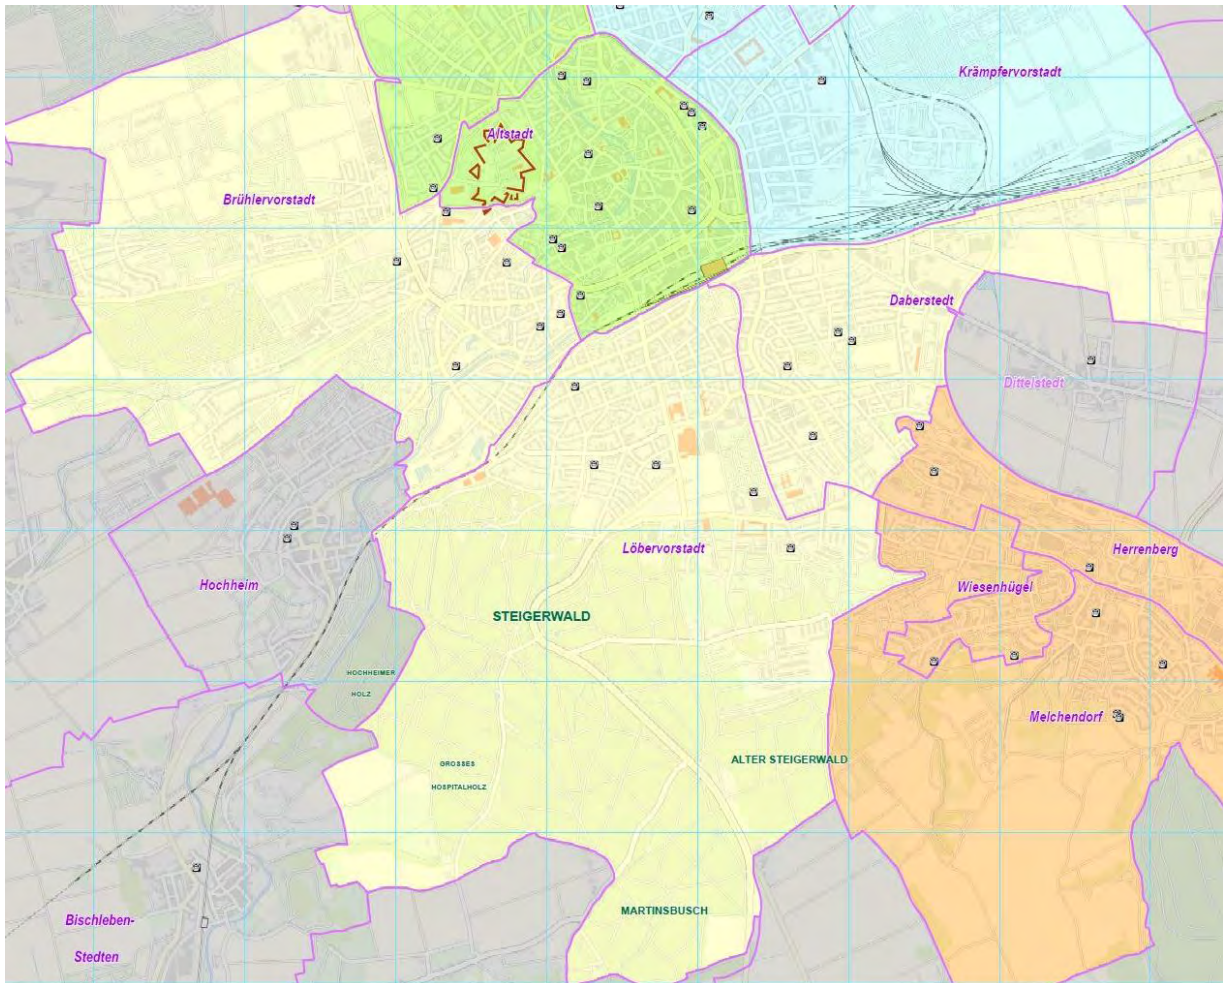 Krämpfervorstadt
Altstadt
Brühlervorstadt
Daberstedt
Dittelstedt
Löbervorstadt
Herrenberg
Hochheim
Wiesenhügel
STEIGERWALD
HOCHHEIMER
HOLZ
Melchendorf
GROSSES
HOSPITALHOLZ
ALTER STEIGERWALD
MARTINSBUSCH
Bischleben-
Stedten